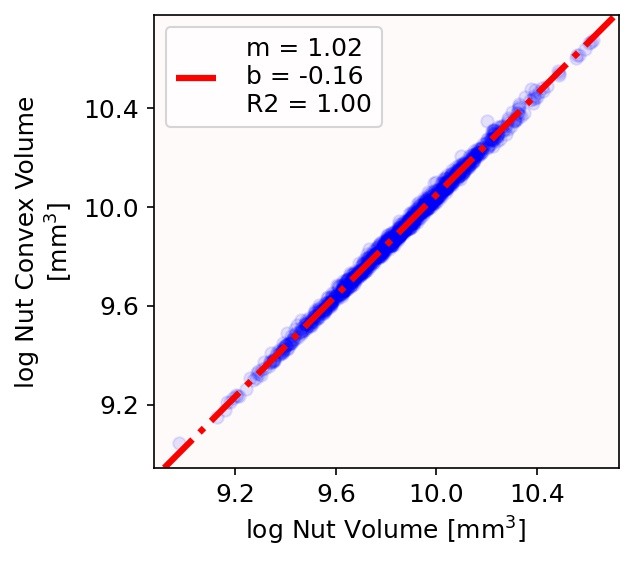 m = 1.02
b = -0.16
R2 = 1.00
log Nut Convex Volume
[mm³]
10.4
10.0
9.6
9.2
9.2 9.6 10.0 10.4
log Nut Volume [mm³]